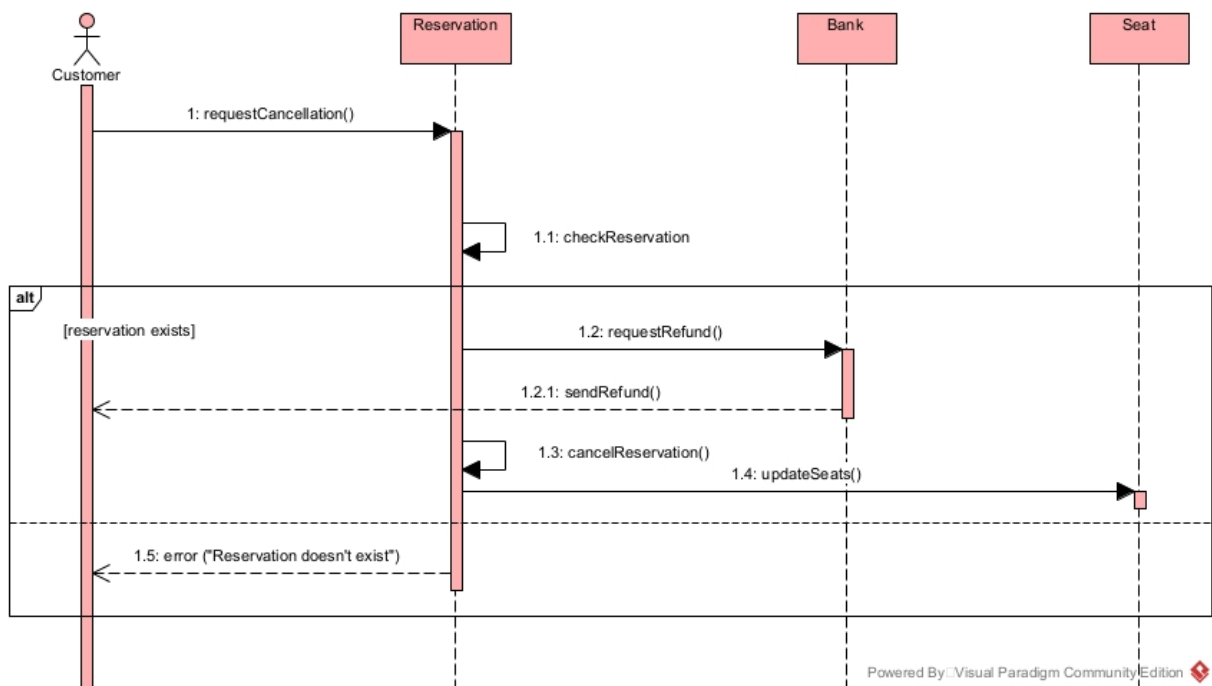 Reservation
Bank
Seat
Customer
1: requestCancellation()
1.1: checkReservation
alt
[reservation exists]
1.2: requestRefund()
1.2.1: sendRefund()
1.3: cancelReservation()
1.4: updateSeats()
1.5: error ("Reservation doesn't exist")
Powered By□Visual Paradigm Community Edition